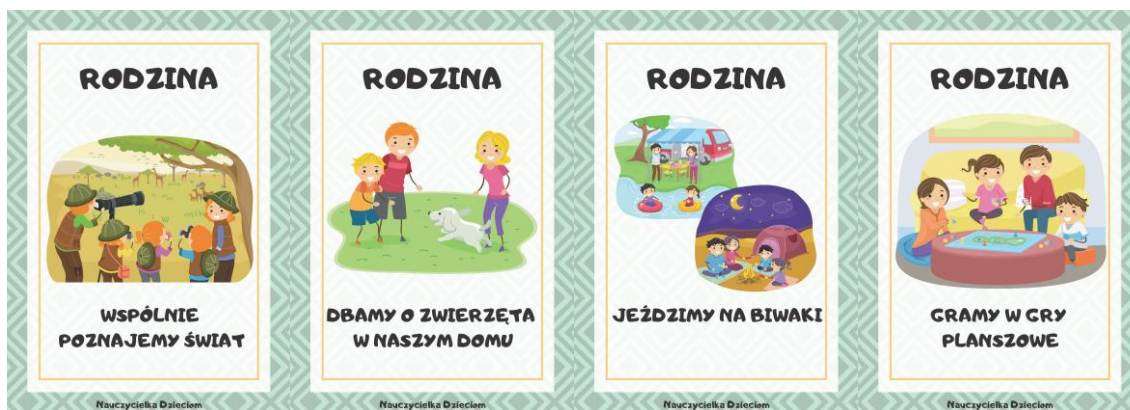 RODZINA
WSPÓLNIE
POZNAJEMY ŚWIAT
Nauczycielka Dzieciom
RODZINA
DBAMY O ZWIERZĘTA
W NASZYM DOMU
Nauczycielka Dzieciom
RODZINA
JEŹDZIMY NA BIWAKI
Nauczycielka Dzieciom
RODZINA
GRAMY W GRY
PLANSZOWE
Nauczycielka Dzieciom